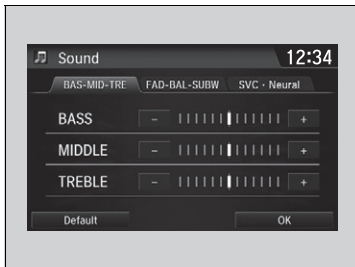 Sound 12:34
BAS-MID-TRE FAD-BAL-SUBW SVC・Neural
BASS - +
MIDDLE - +
TREBLE - +
Default OK